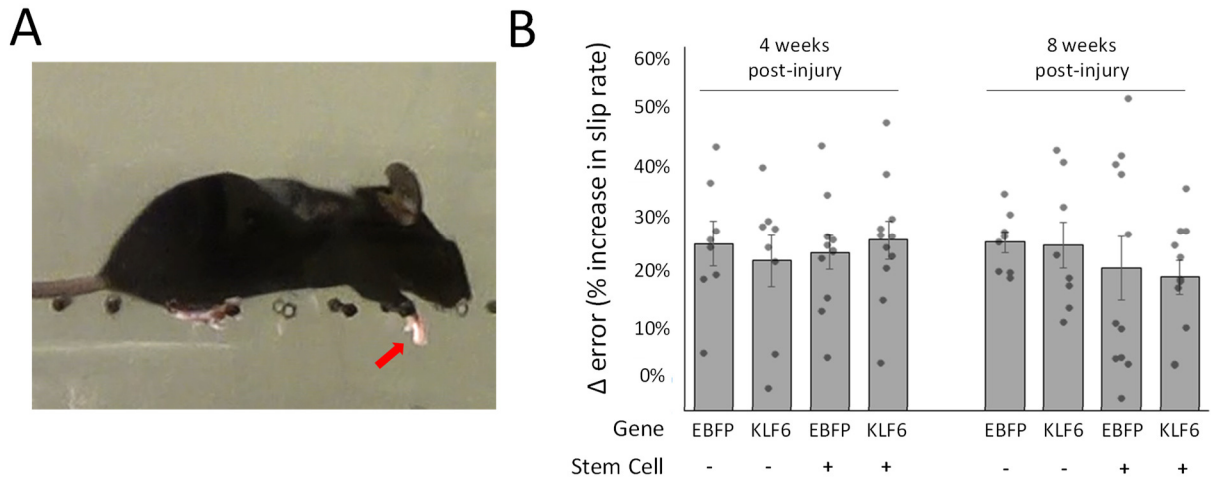 A
B
Δ error (% increase in slip rate)
4 weeks
post-injury
8 weeks
post-injury
60%
50%
40%
30%
20%
10%
0%
Gene EBFP KLF6 EBFP KLF6 EBFP KLF6 EBFP KLF6
Stem Cell - - + + - - + +